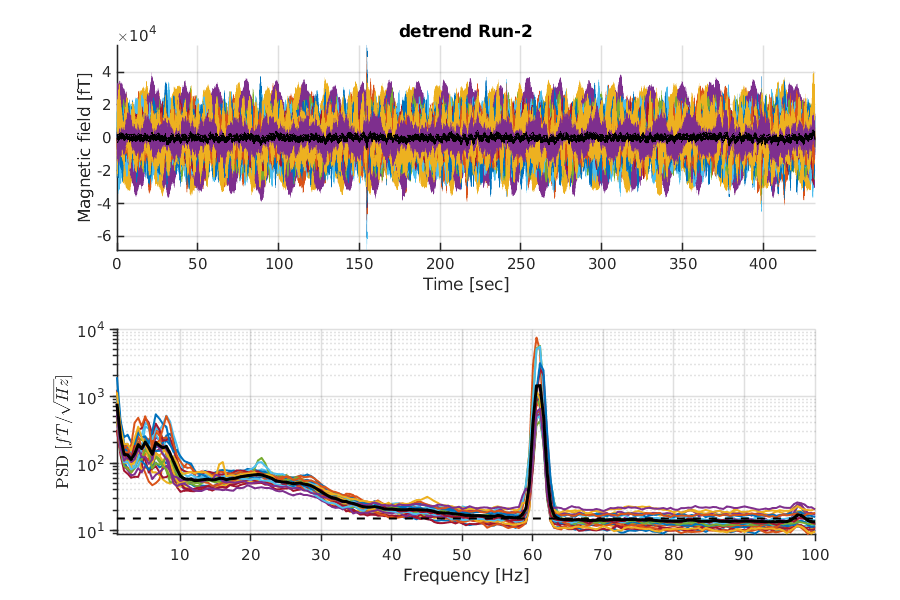 detrend Run-2
×10⁴
4
2
0
-2
-4
-6
Magnetic field [fT]
0 50 100 150 200 250 300 350 400
Time [sec]
10⁴
10³
10²
10¹
PSD [fT/√Hz]
10 20 30 40 50 60 70 80 90 100
Frequency [Hz]